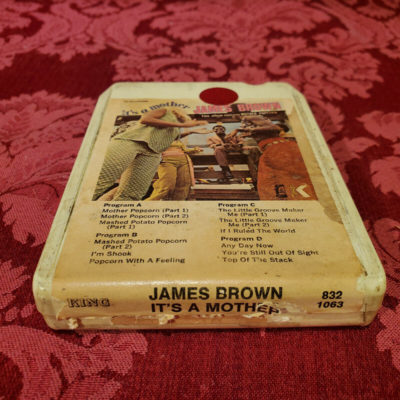 it's a mother
JAMES BROWN
Program A
Mother Popcorn (Part 1)
Mother Popcorn (Part 2)
Mashed Potato Popcorn
(Part 1)
Program B
Mashed Potato Popcorn
(Part 2)
I'm Shook
Popcorn With A Feeling
Program C
The Little Groove Maker
Me (Part 1)
The Little Groove Maker
Me (Part 2)
If I Ruled The World
Program D
Any Day Now
You're Still Out Of Sight
Top Of The Stack
KING
JAMES BROWN
IT'S A MOTHER
832
1063